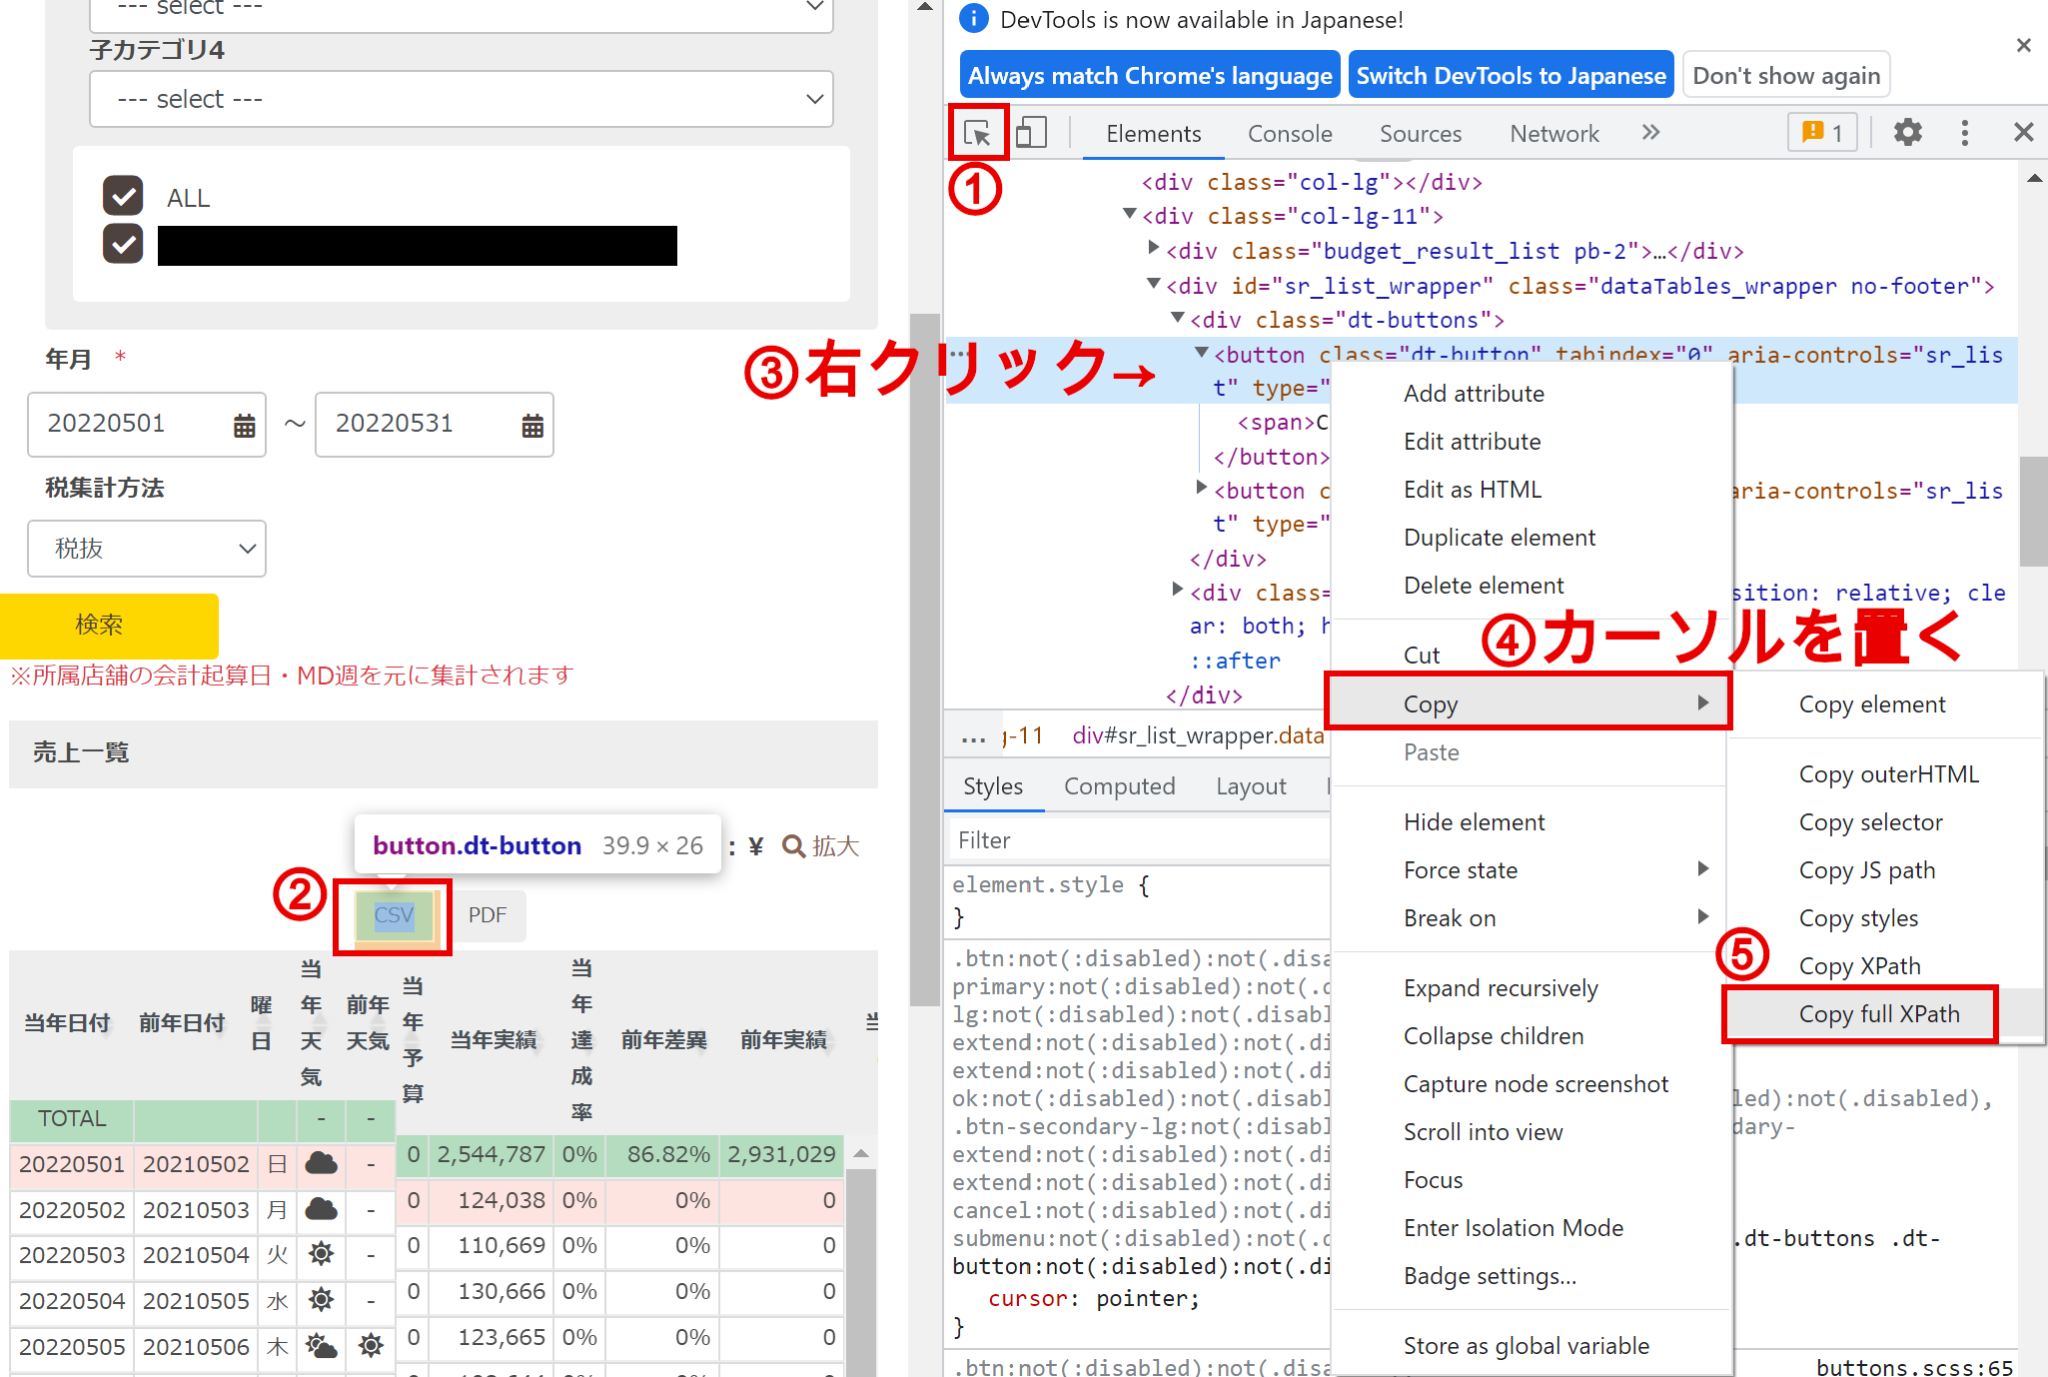 --- select ---
子カテゴリ4
--- select ---
ALL
年月 *
20220501 ～ 20220531
税集計方法
税抜
検索
※所属店舗の会計起算日・MD週を元に集計されます
売上一覧
button.dt-button 39.9 × 26 : ¥ 拡大
②
CSV PDF
当年日付 前年日付 曜日 当年天気 前年天気 当年予算 当年実績 当年達成率 前年差異 前年実績
TOTAL - - 0 2,544,787 0% 86.82% 2,931,029
20220501 20210502 日 - 0 124,038 0% 0% 0
20220502 20210503 月 - 0 110,669 0% 0% 0
20220503 20210504 火 - 0 130,666 0% 0% 0
20220504 20210505 水 - 0 123,665 0% 0% 0
20220505 20210506 木
DevTools is now available in Japanese!
Always match Chrome's language Switch DevTools to Japanese Don't show again
Elements Console Sources Network » 1
①
<div class="col-lg"></div>
<div class="col-lg-11">
<div class="budget_result_list pb-2">…</div>
<div id="sr_list_wrapper" class="dataTables_wrapper no-footer">
<div class="dt-buttons">
<button class="dt-button" tabindex="0" aria-controls="sr_lis
t" type="
③右クリック→
<span>C
</button>
<button c aria-controls="sr_lis
t" type="
</div>
<div class= sition: relative; cle
ar: both; h
::after
</div>
… -11 div#sr_list_wrapper.data
Styles Computed Layout
Filter
element.style {
}
.btn:not(:disabled):not(.disa
primary:not(:disabled):not(.d
lg:not(:disabled):not(.disabl
extend:not(:disabled):not(.di
extend:not(:disabled):not(.di
ok:not(:disabled):not(.disabl led):not(.disabled),
.btn-secondary-lg:not(:disabl dary-
extend:not(:disabled):not(.di
extend:not(:disabled):not(.di
cancel:not(:disabled):not(.di
submenu:not(:disabled):not(.d .dt-buttons .dt-
button:not(:disabled):not(.di
cursor: pointer;
}
.btn:not(:disabled):not(.disa buttons.scss:65
Add attribute
Edit attribute
Edit as HTML
Duplicate element
Delete element
④カーソルを置く
Cut
Copy
Paste
Hide element
Force state
Break on
Expand recursively
Collapse children
Capture node screenshot
Scroll into view
Focus
Enter Isolation Mode
Badge settings...
Store as global variable
Copy element
Copy outerHTML
Copy selector
Copy JS path
Copy styles
⑤
Copy XPath
Copy full XPath